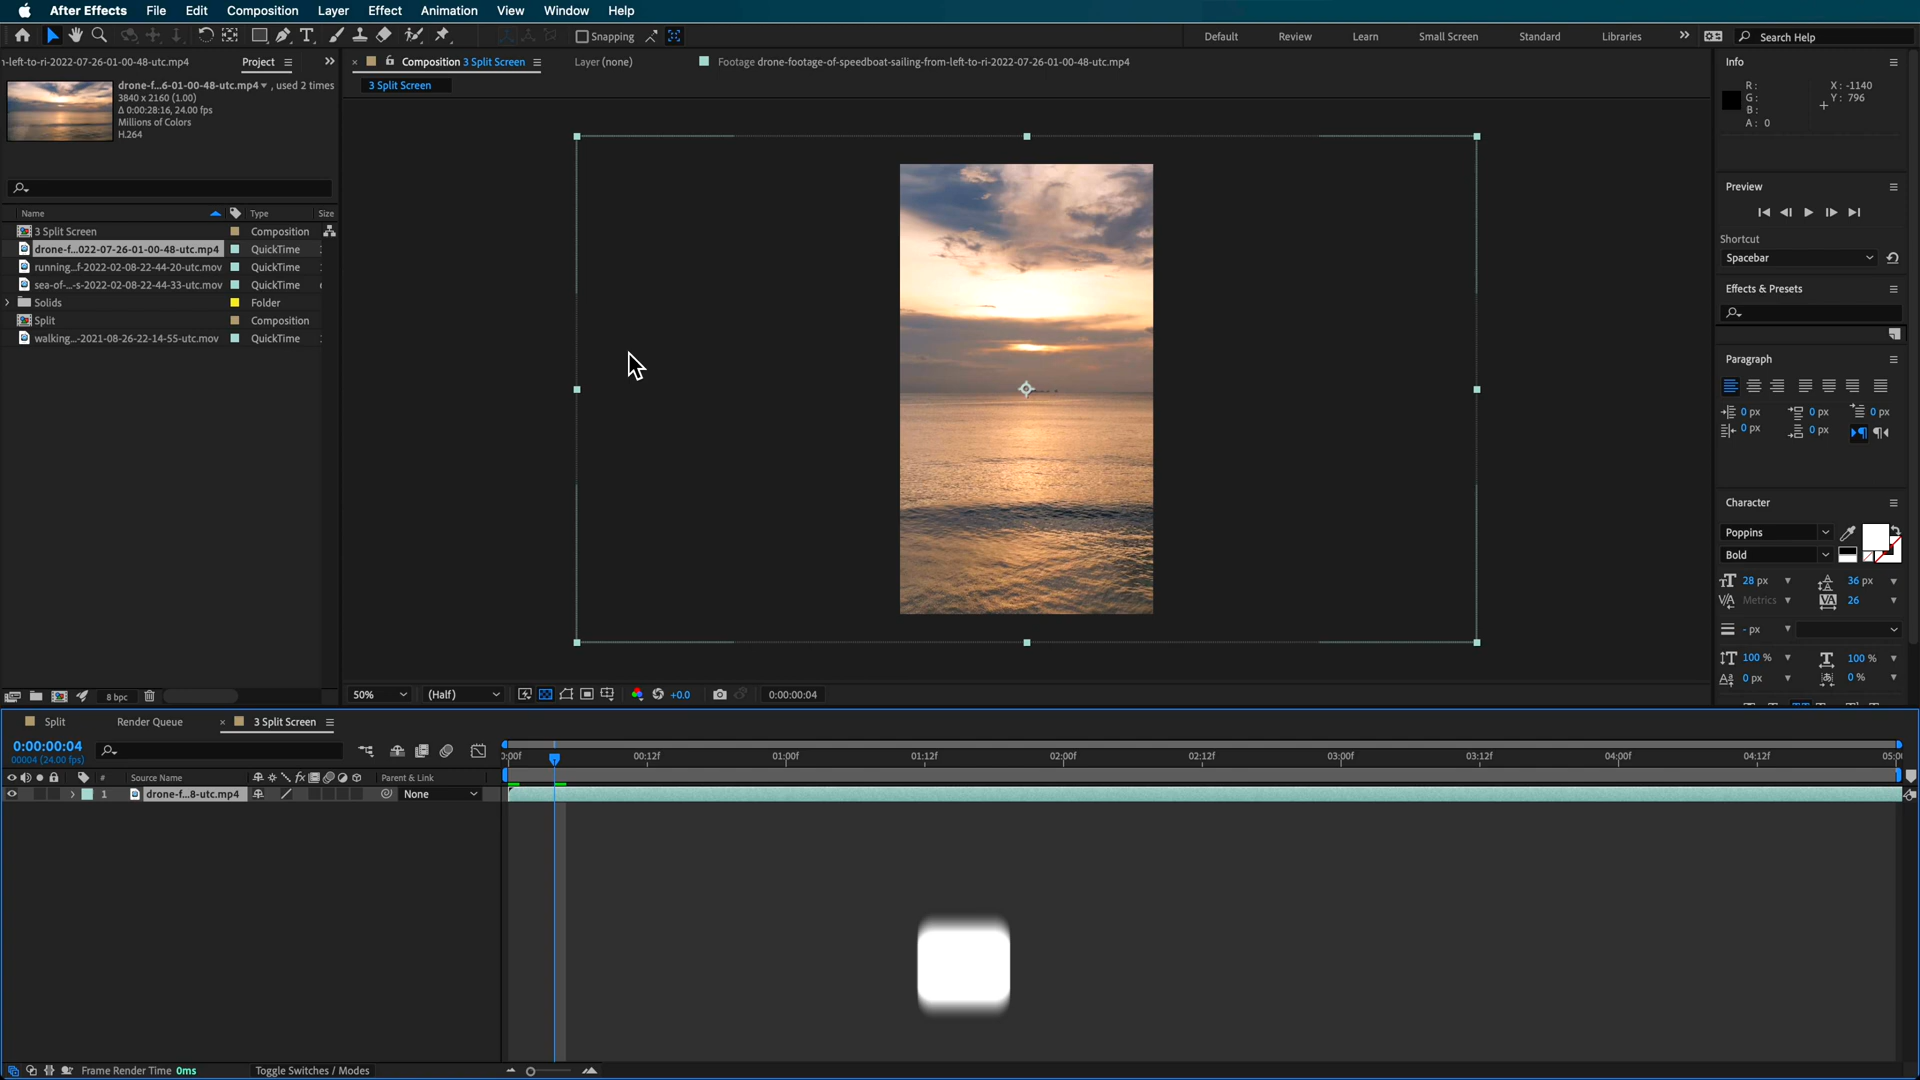 After Effects File Edit Composition Layer Effect Animation View Window Help
Snapping Default Review Learn Small Screen Standard Libraries Search Help
-left-to-ri-2022-07-26-01-00-48-utc.mp4 Project
drone-f...6-01-00-48-utc.mp4 , used 2 times
3840 x 2160 (1.00)
Δ 0:00:28:16, 24.00 fps
Millions of Colors
H.264
Name Type Size
3 Split Screen Composition
drone-f...022-07-26-01-00-48-utc.mp4 QuickTime
running...f-2022-02-08-22-44-20-utc.mov QuickTime
sea-of-...-s-2022-02-08-22-44-33-utc.mov QuickTime
Solids Folder
Split Composition
walking...-2021-08-26-22-14-55-utc.mov QuickTime
8 bpc
Composition 3 Split Screen Layer (none) Footage drone-footage-of-speedboat-sailing-from-left-to-ri-2022-07-26-01-00-48-utc.mp4
3 Split Screen
50% (Half) +0.0 0:00:00:04
Info
R: X: -1140
G: Y: 796
B:
A: 0
Preview
Shortcut
Spacebar
Effects & Presets
Paragraph
0 px 0 px 0 px
0 px 0 px
Character
Poppins
Bold
28 px 36 px
Metrics 26
- px
100 % 100 %
0 px 0 %
Split Render Queue 3 Split Screen
0:00:00:04
00004 (24.00 fps)
:00f 00:12f 01:00f 01:12f 02:00f 02:12f 03:00f 03:12f 04:00f 04:12f 05:0
# Source Name fx Parent & Link
1 drone-f...8-utc.mp4 None
Frame Render Time 0ms Toggle Switches / Modes